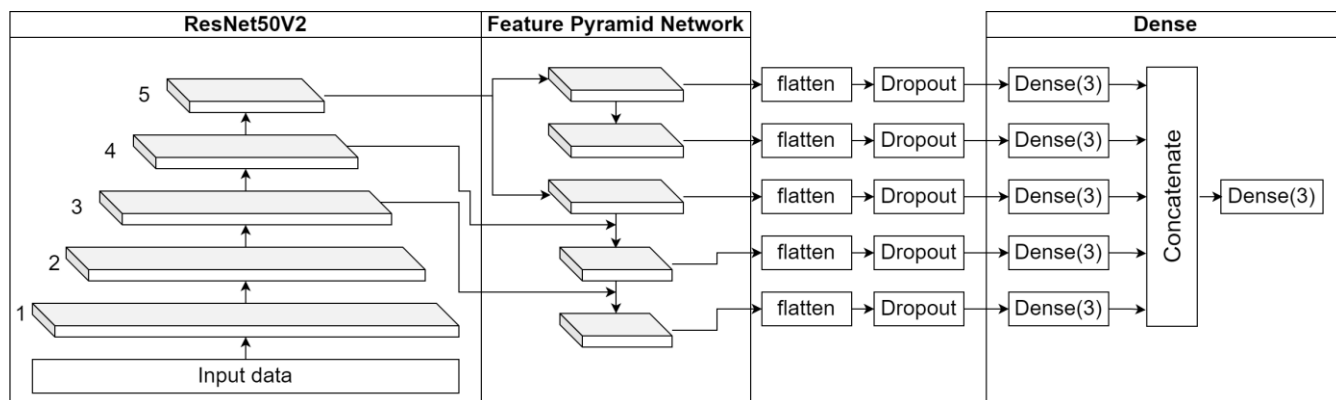 ResNet50V2
Feature Pyramid Network
Dense
5
flatten
Dropout
Dense(3)
4
flatten
Dropout
Dense(3)
3
flatten
Dropout
Dense(3)
Concatenate
Dense(3)
2
flatten
Dropout
Dense(3)
1
flatten
Dropout
Dense(3)
Input data